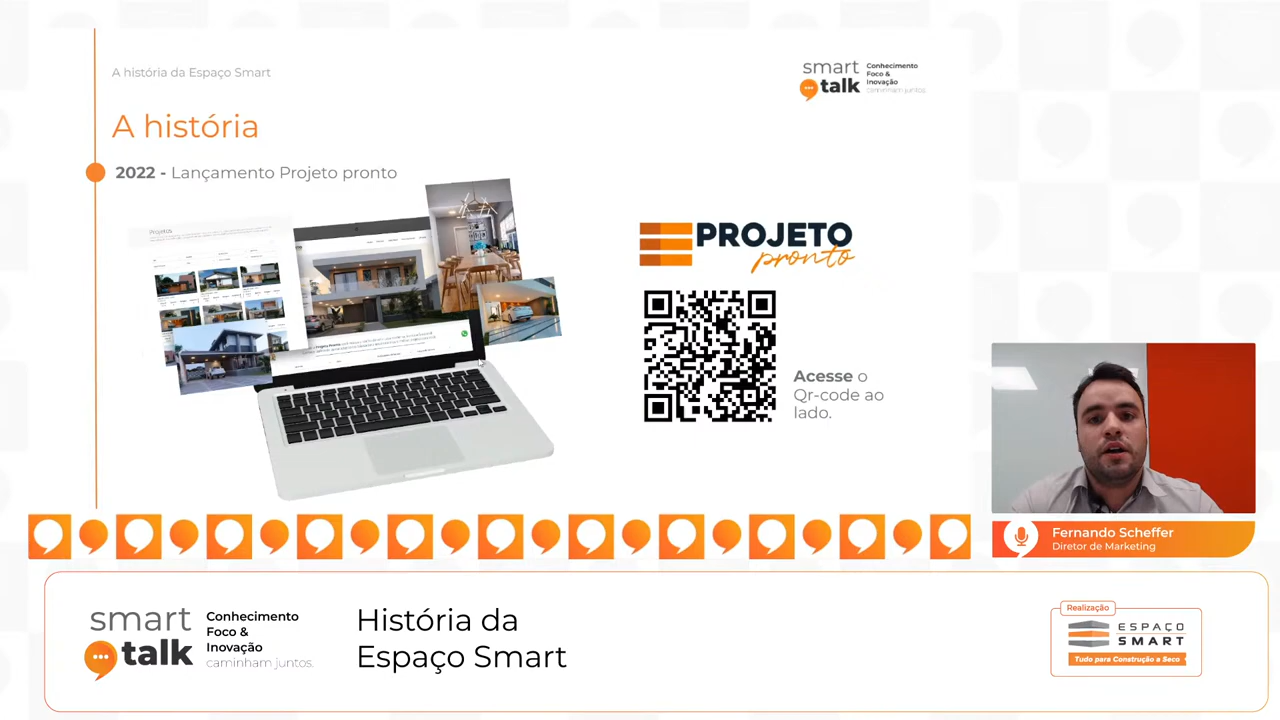 A história da Espaço Smart
smart
talk
Conhecimento
Foco &
Inovação
caminham juntos.
A história
2022 - Lançamento Projeto pronto
Projetos
PROJETO
pronto
Acesse o
Qr-code ao
lado.
Fernando Scheffer
Diretor de Marketing
smart
talk
Conhecimento
Foco &
Inovação
caminham juntos.
História da
Espaço Smart
Realização
ESPAÇO
SMART
Tudo para Construção a Seco